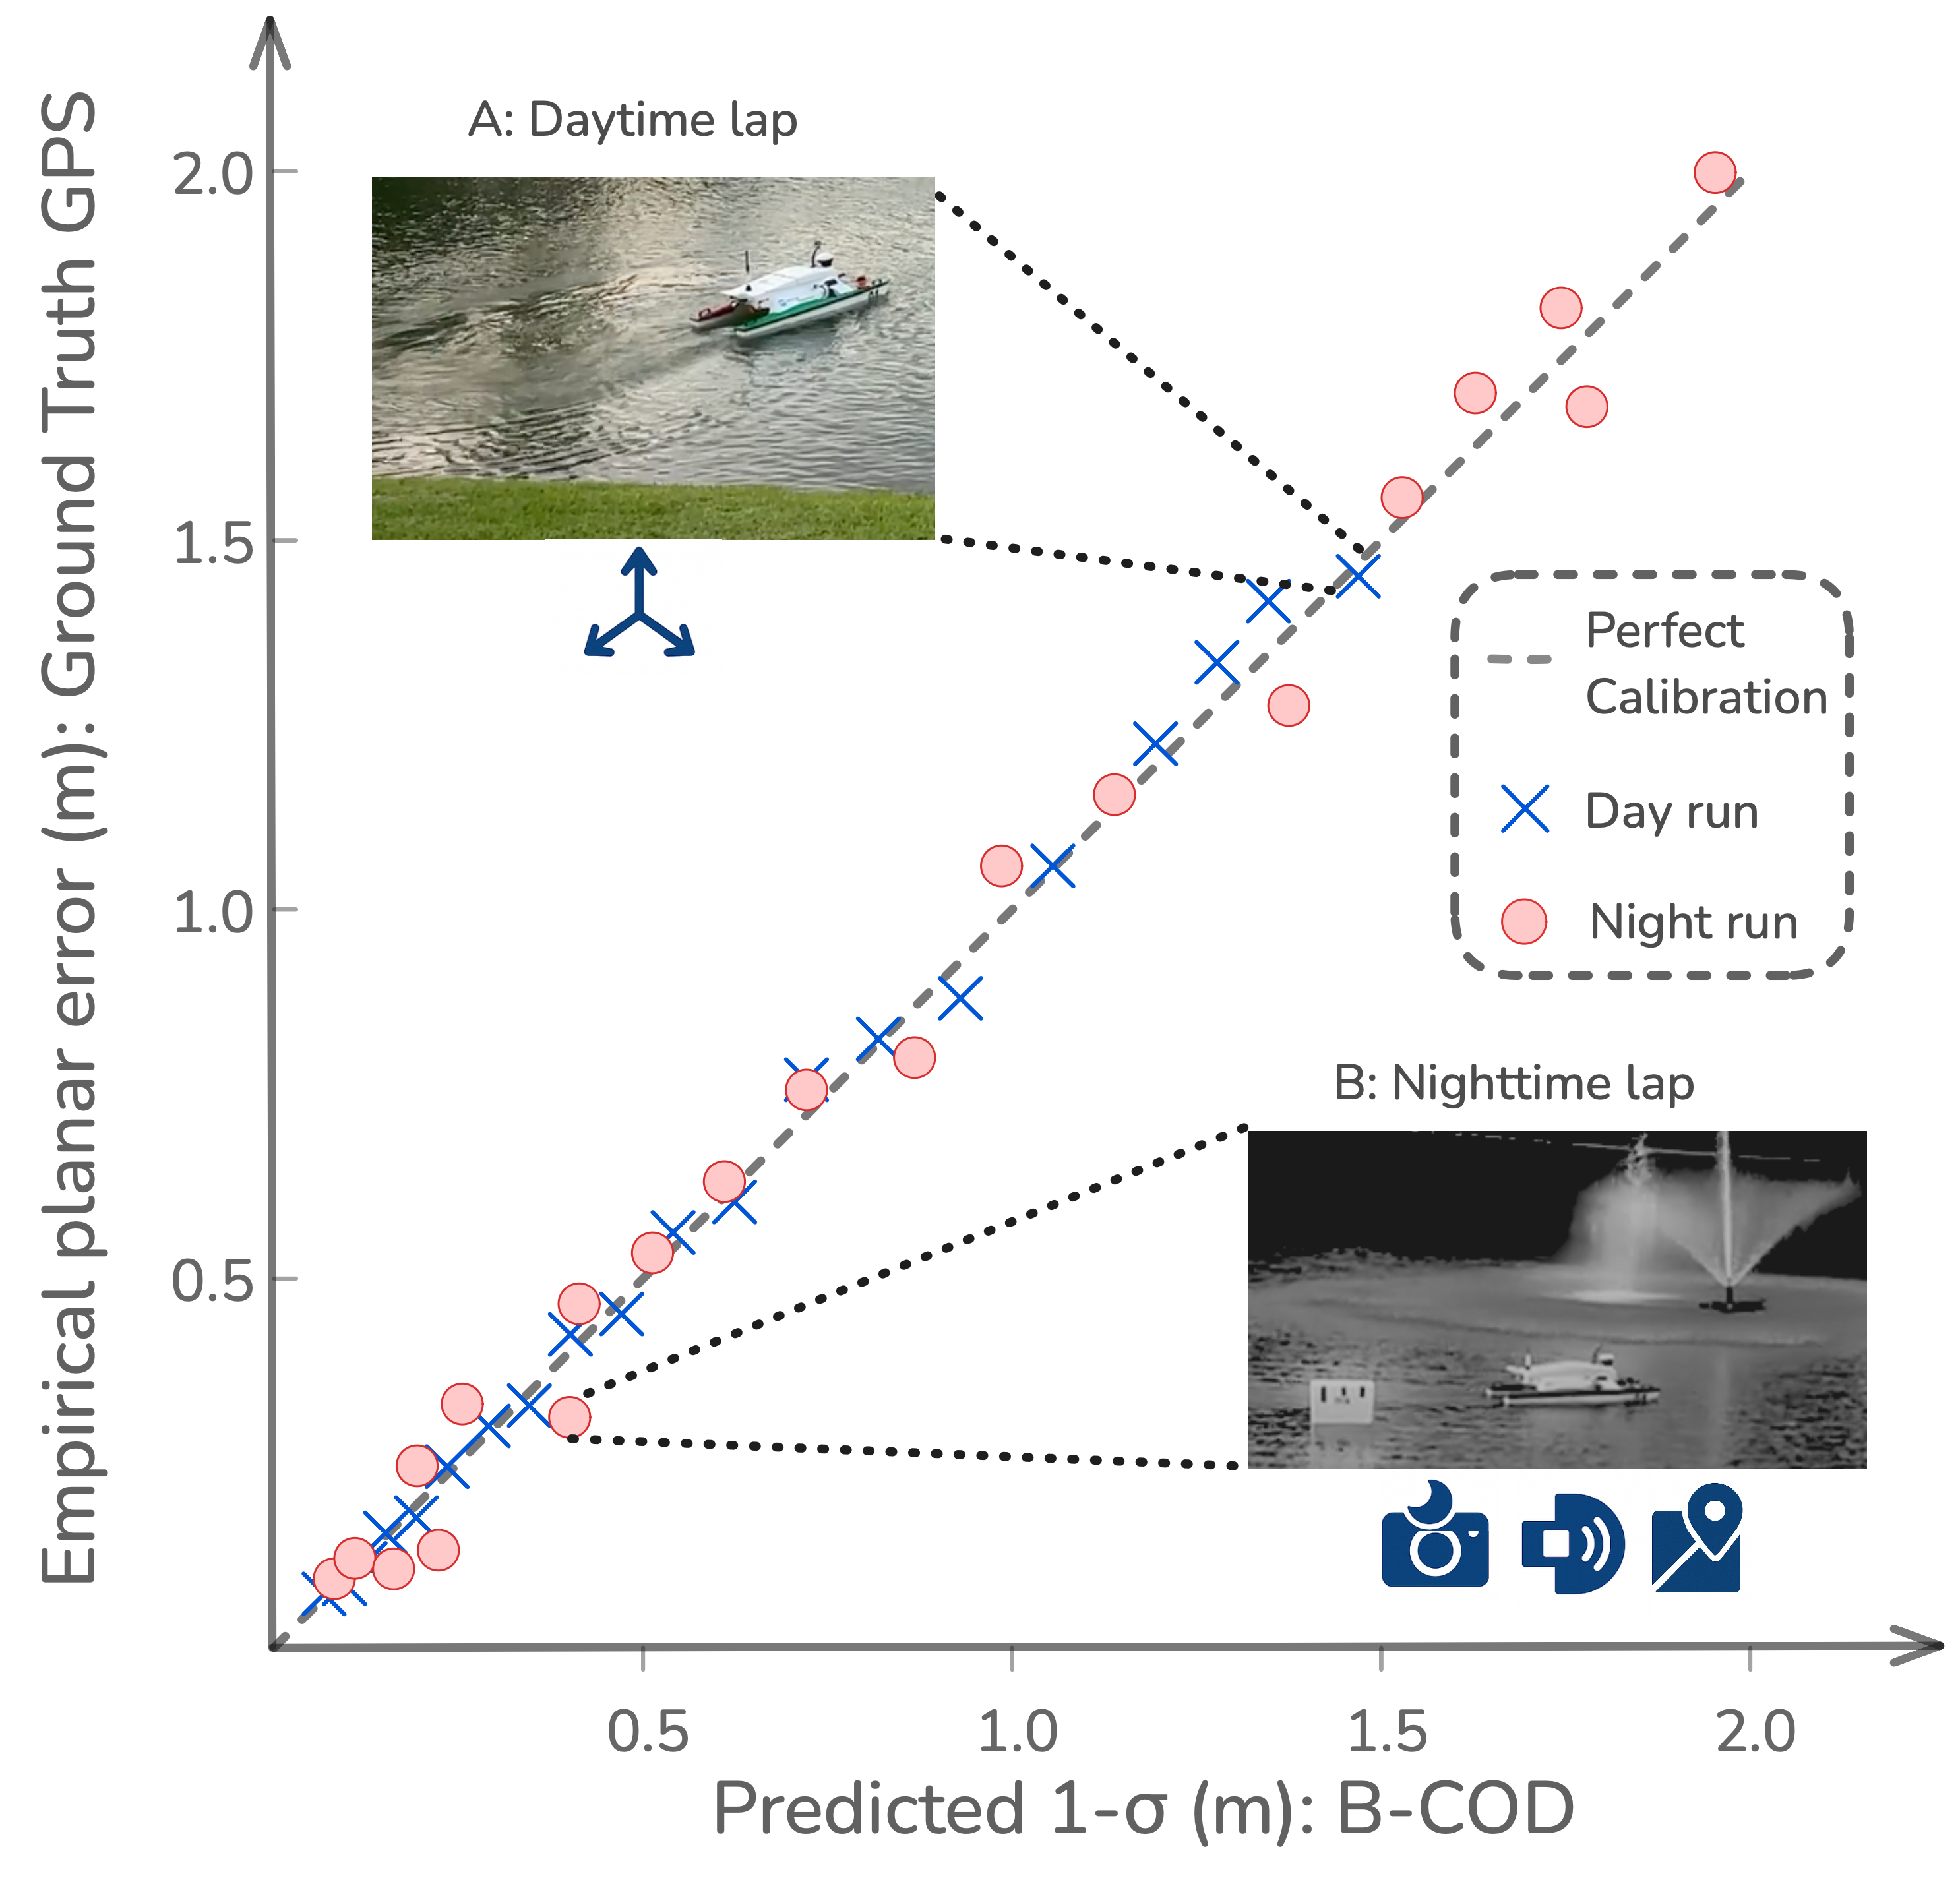 Empirical planar error (m): Ground Truth GPS
2.0
1.5
1.0
0.5
A: Daytime lap
Perfect
Calibration
Day run
Night run
B: Nighttime lap
0.5
1.0
1.5
2.0
Predicted 1-σ (m): B-COD